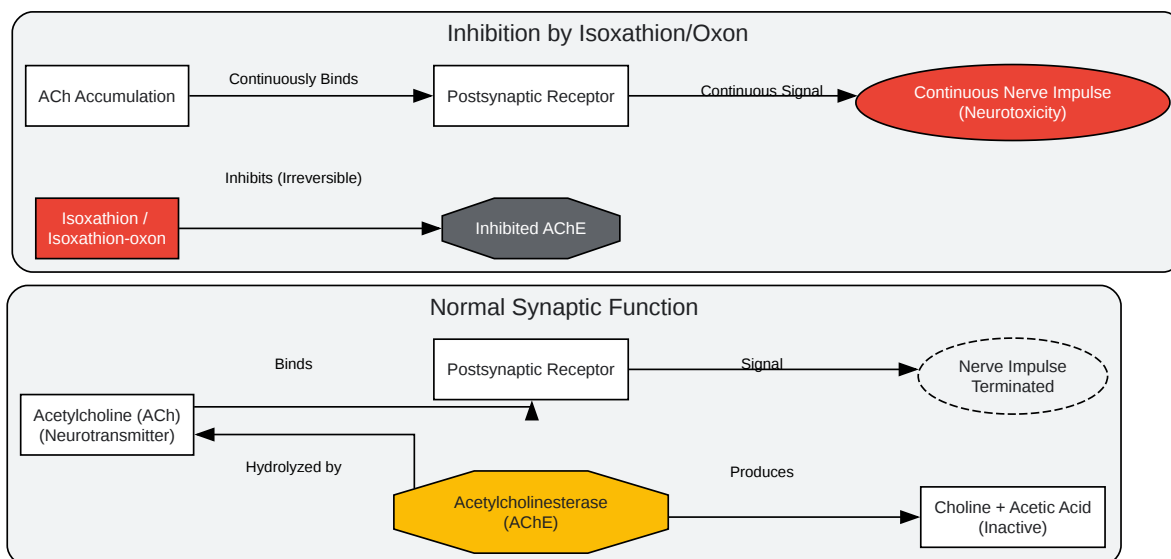 Inhibition by Isoxathion/Oxon
ACh Accumulation
Continuously Binds
Postsynaptic Receptor
Continuous Signal
Continuous Nerve Impulse
(Neurotoxicity)
Isoxathion /
Isoxathion-oxon
Inhibits (Irreversible)
Inhibited AChE
Normal Synaptic Function
Acetylcholine (ACh)
(Neurotransmitter)
Binds
Postsynaptic Receptor
Signal
Nerve Impulse
Terminated
Hydrolyzed by
Acetylcholinesterase
(AChE)
Produces
Choline + Acetic Acid
(Inactive)